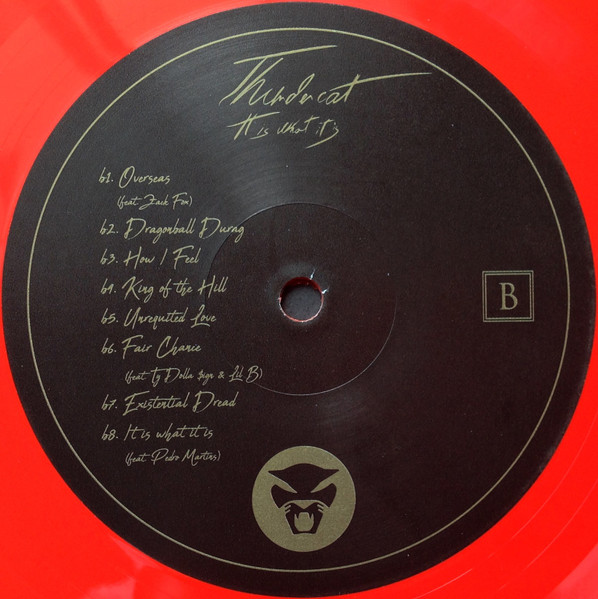 Thundercat
It is what it is
b1. Overseas
(feat. Zack Fox)
b2. Dragonball Durag
b3. How I Feel
b4. King of the Hill
b5. Unrequited Love
b6. Fair Chance
(feat Ty Dolla $ign & Lil B)
b7. Existential Dread
b8. It is what it is
(feat. Pedro Martins)
B